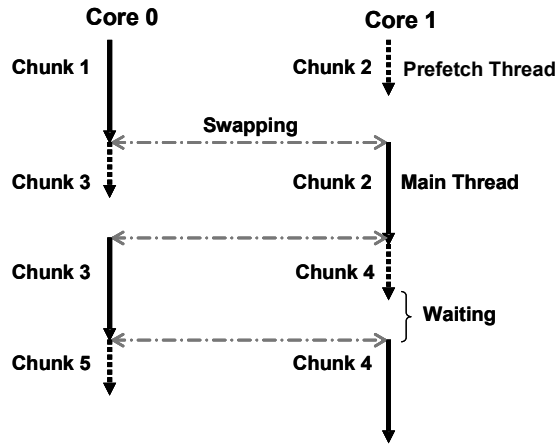 Core 0
Core 1
Chunk 1
Chunk 2
Prefetch Thread
Swapping
Chunk 3
Chunk 2
Main Thread
Chunk 3
Chunk 4
Waiting
Chunk 5
Chunk 4